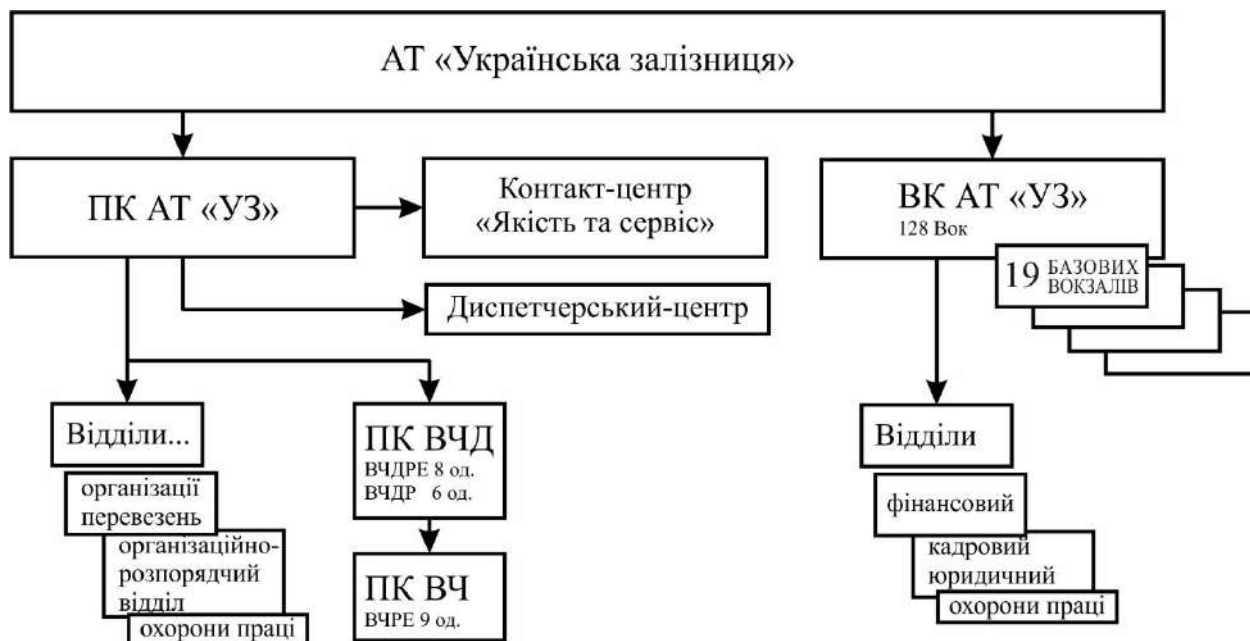 АТ «Українська залізниця»
ПК АТ «УЗ»
Контакт-центр
«Якість та сервіс»
ВК АТ «УЗ»
128 Вок
19 БАЗОВИХ
ВОКЗАЛІВ
Диспетчерський-центр
Відділи...
організації
перевезень
організаційно-
розпорядчий
відділ
охорони праці
ПК ВЧД
ВЧДРЕ 8 од.
ВЧДР 6 од.
ПК ВЧ
ВЧРЕ 9 од.
Відділи
фінансовий
кадровий
юридичний
охорони праці